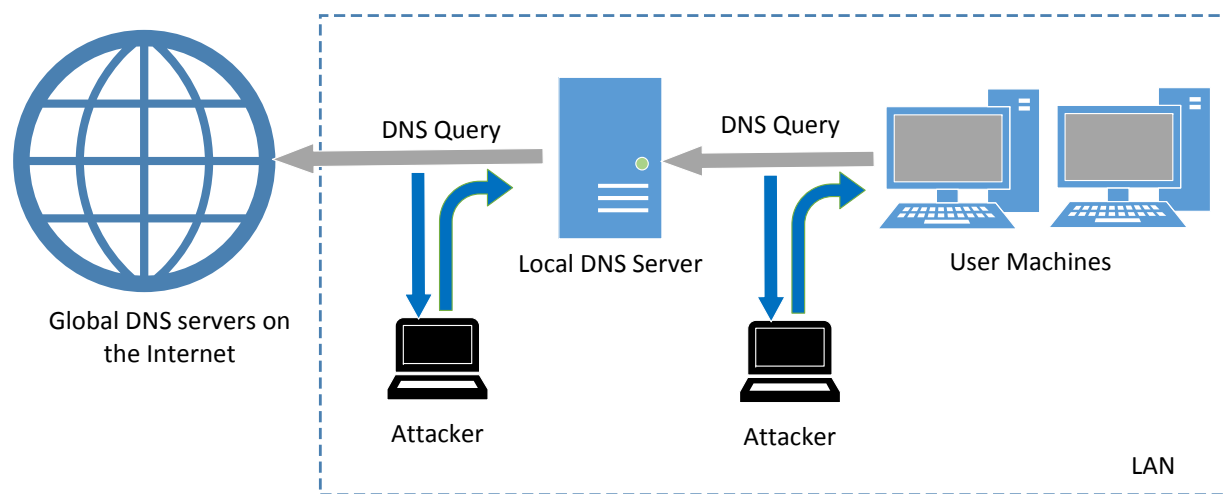 DNS Query
DNS Query
Local DNS Server
User Machines
Global DNS servers on
the Internet
Attacker
Attacker
LAN